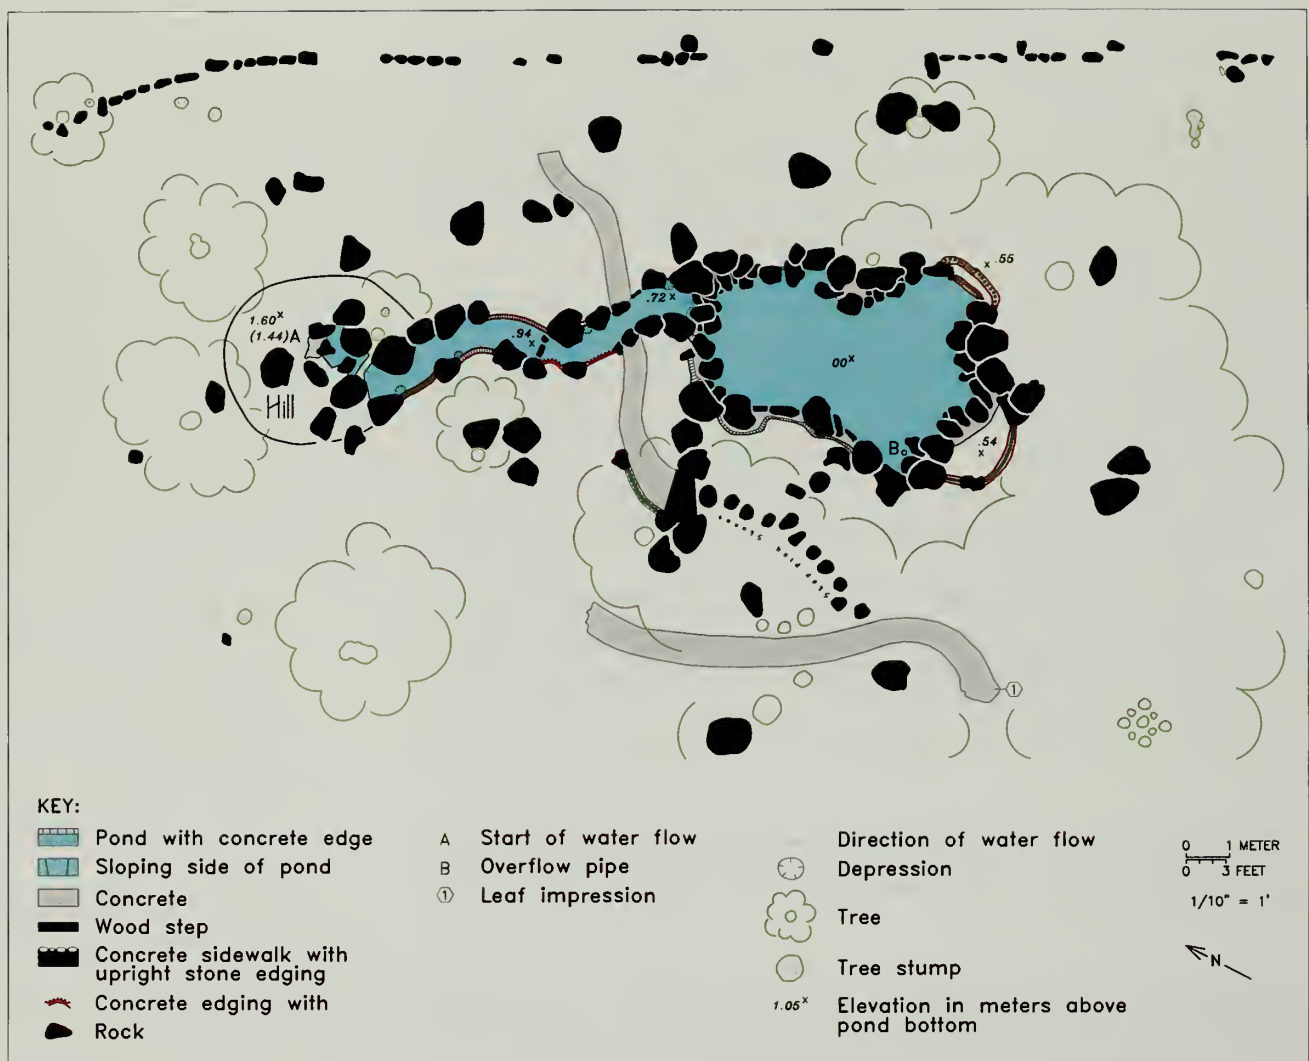 .55
.72ˣ
1.60ˣ
(1.44)A
.94
00ˣ
Hill
B
.54
1
KEY:
Pond with concrete edge
Sloping side of pond
Concrete
Wood step
Concrete sidewalk with
upright stone edging
Concrete edging with
Rock
A Start of water flow
B Overflow pipe
1 Leaf impression
Direction of water flow
Depression
Tree
Tree stump
1.05ˣ Elevation in meters above
pond bottom
0 1 METER
0 3 FEET
1/10" = 1'
N